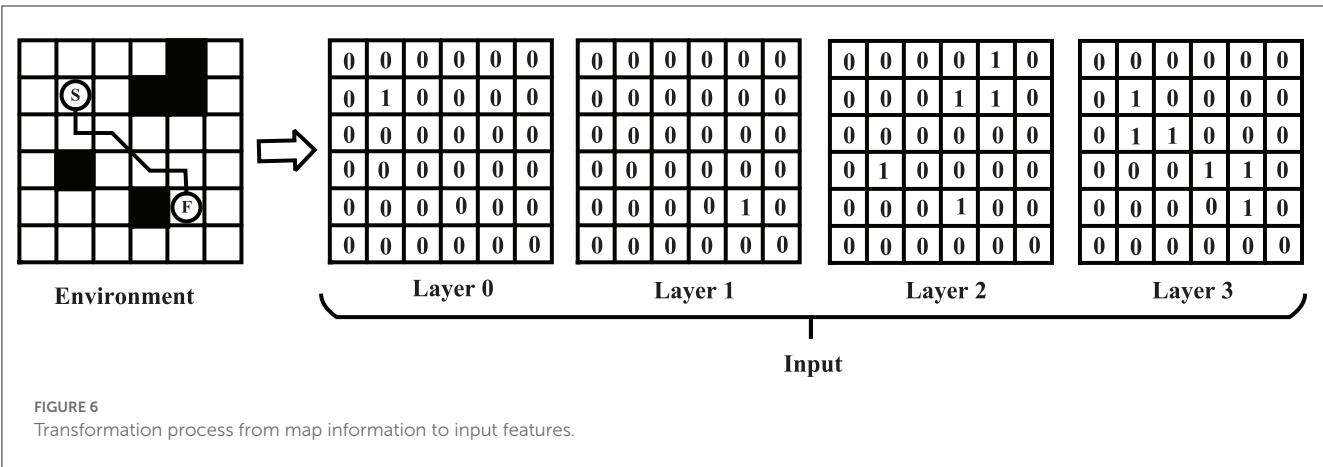 S
F
0 0 0 0 0 0
0 1 0 0 0 0
0 0 0 0 0 0
0 0 0 0 0 0
0 0 0 0 0 0
0 0 0 0 0 0
0 0 0 0 0 0
0 0 0 0 0 0
0 0 0 0 0 0
0 0 0 0 0 0
0 0 0 0 1 0
0 0 0 0 0 0
0 0 0 0 1 0
0 0 0 1 1 0
0 0 0 0 0 0
0 1 0 0 0 0
0 0 0 1 0 0
0 0 0 0 0 0
0 0 0 0 0 0
0 1 0 0 0 0
0 1 1 0 0 0
0 0 0 1 1 0
0 0 0 0 1 0
0 0 0 0 0 0
Environment
Layer 0
Layer 1
Layer 2
Layer 3
Input
FIGURE 6
Transformation process from map information to input features.